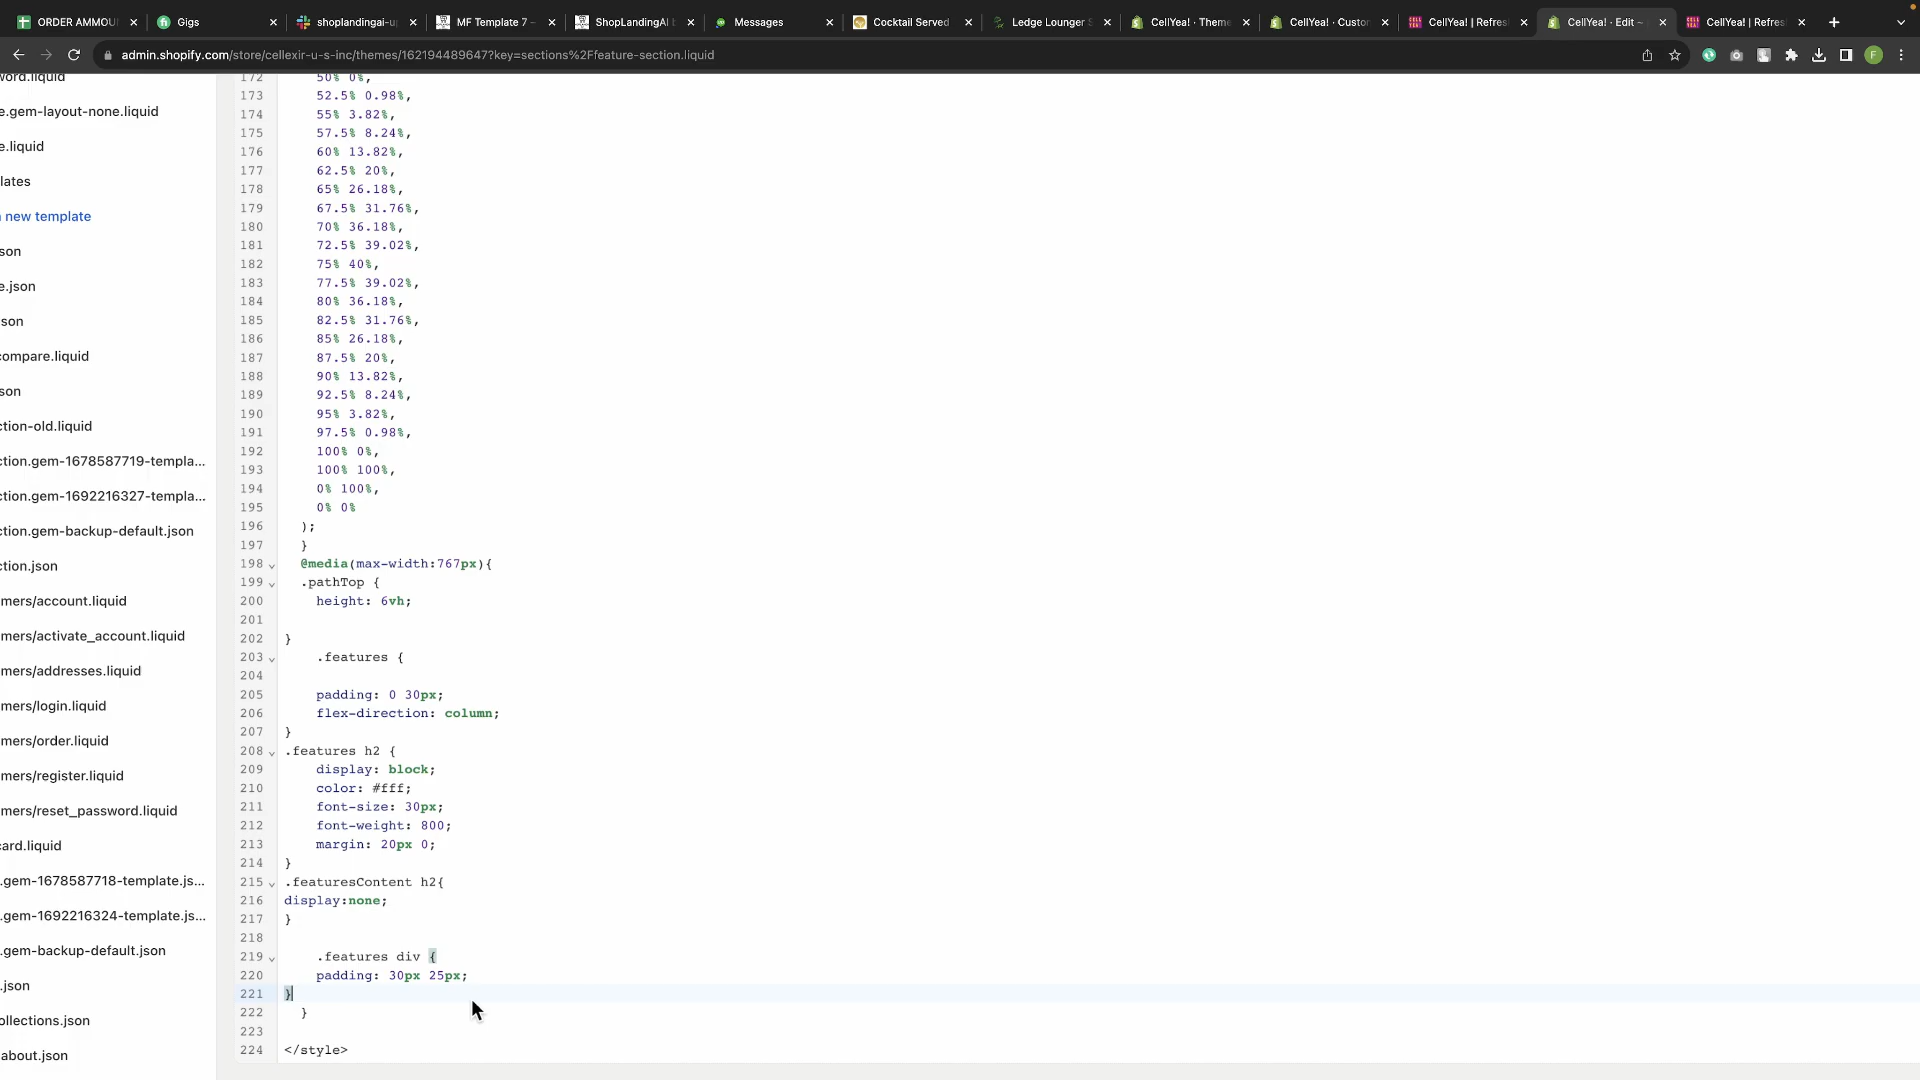 ORDER AMMOU
Gigs
shoplandingai-u
MF Template 7 –
ShopLandingAI
Messages
Cocktail Served
Ledge Lounger S
CellYea! · Theme
CellYea! · Custor
CellYea! | Refres
CellYea! · Edit ~
CellYea! | Refres
admin.shopify.com/store/cellexir-u-s-inc/themes/162194489647?key=sections%2Ffeature-section.liquid
F
word.liquid
e.gem-layout-none.liquid
e.liquid
lates
new template
son
e.json
son
compare.liquid
son
ction-old.liquid
ction.gem-1678587719-templa...
ction.gem-1692216327-templa...
ction.gem-backup-default.json
ction.json
mers/account.liquid
mers/activate_account.liquid
mers/addresses.liquid
mers/login.liquid
mers/order.liquid
mers/register.liquid
mers/reset_password.liquid
card.liquid
.gem-1678587718-template.js...
.gem-1692216324-template.js...
.gem-backup-default.json
.json
ollections.json
about.json
172 50% 0%,
173 52.5% 0.98%,
174 55% 3.82%,
175 57.5% 8.24%,
176 60% 13.82%,
177 62.5% 20%,
178 65% 26.18%,
179 67.5% 31.76%,
180 70% 36.18%,
181 72.5% 39.02%,
182 75% 40%,
183 77.5% 39.02%,
184 80% 36.18%,
185 82.5% 31.76%,
186 85% 26.18%,
187 87.5% 20%,
188 90% 13.82%,
189 92.5% 8.24%,
190 95% 3.82%,
191 97.5% 0.98%,
192 100% 0%,
193 100% 100%,
194 0% 100%,
195 0% 0%
196 );
197 }
198 @media(max-width:767px){
199 .pathTop {
200 height: 6vh;
201
202 }
203 .features {
204
205 padding: 0 30px;
206 flex-direction: column;
207 }
208 .features h2 {
209 display: block;
210 color: #fff;
211 font-size: 30px;
212 font-weight: 800;
213 margin: 20px 0;
214 }
215 .featuresContent h2{
216 display:none;
217 }
218
219 .features div {
220 padding: 30px 25px;
221 }
222 }
223
224 </style>